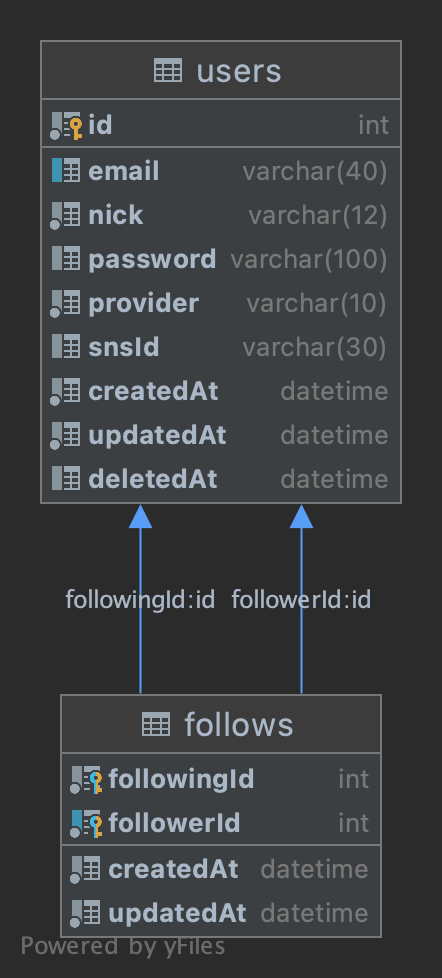 users
id int
email varchar(40)
nick varchar(12)
password varchar(100)
provider varchar(10)
snsId varchar(30)
createdAt datetime
updatedAt datetime
deletedAt datetime
followingId:id followerId:id
follows
followingId int
followerId int
createdAt datetime
updatedAt datetime
Powered by yFiles